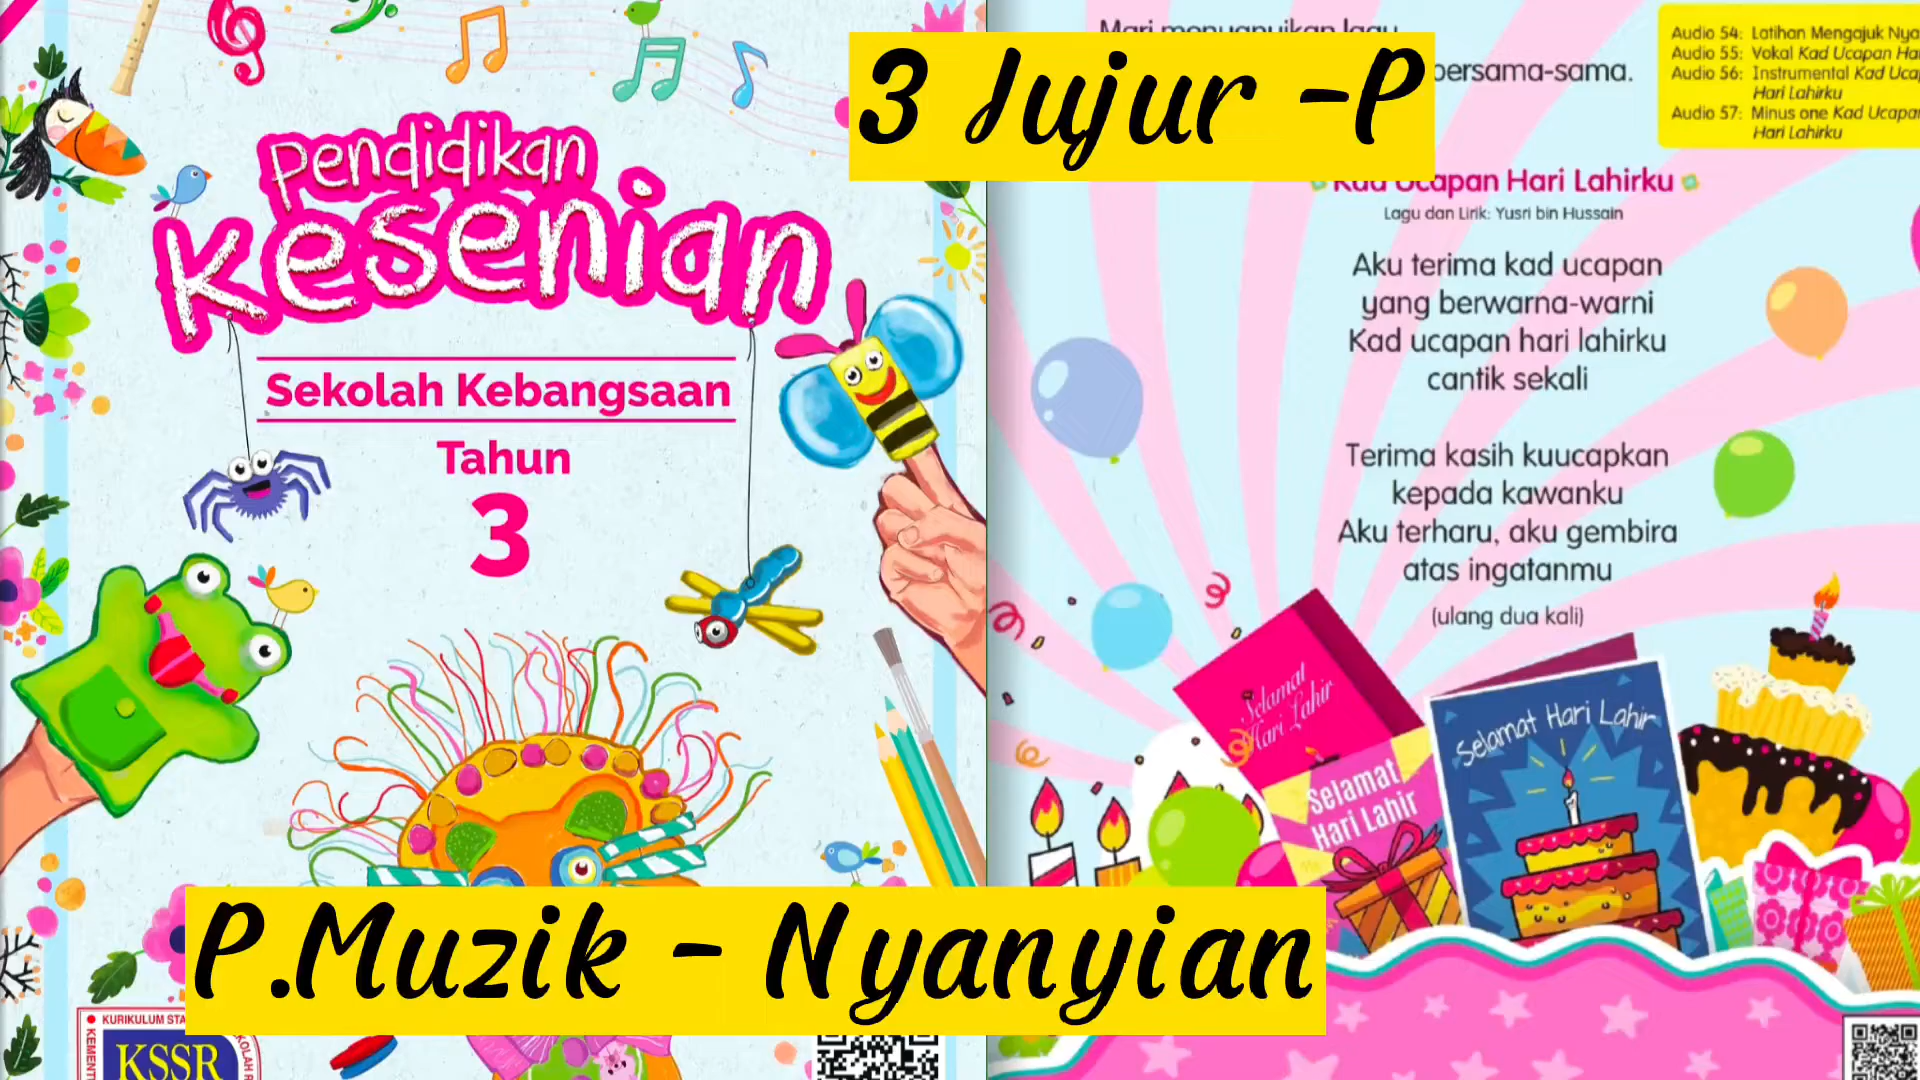 Pendidikan
Kesenian
Sekolah Kebangsaan
Tahun
3
KURIKULUM
KSSR
3 Jujur -P
P.Muzik - Nyanyian
bersama-sama.
Audio 54: Latihan Mengajuk
Audio 55: Vokal Kad Ucapan
Audio 56: Instrumental Kad
Hari Lahirku
Audio 57: Minus one Kad
Hari Lahirku
Ucapan Hari Lahirku
Lagu dan Lirik: Yusri bin Hussain
Aku terima kad ucapan
yang berwarna-warni
Kad ucapan hari lahirku
cantik sekali
Terima kasih kuucapkan
kepada kawanku
Aku terharu, aku gembira
atas ingatanmu
(ulang dua kali)
Selamat
Hari Lahir
Selamat
Hari Lahir
Selamat Hari Lahir